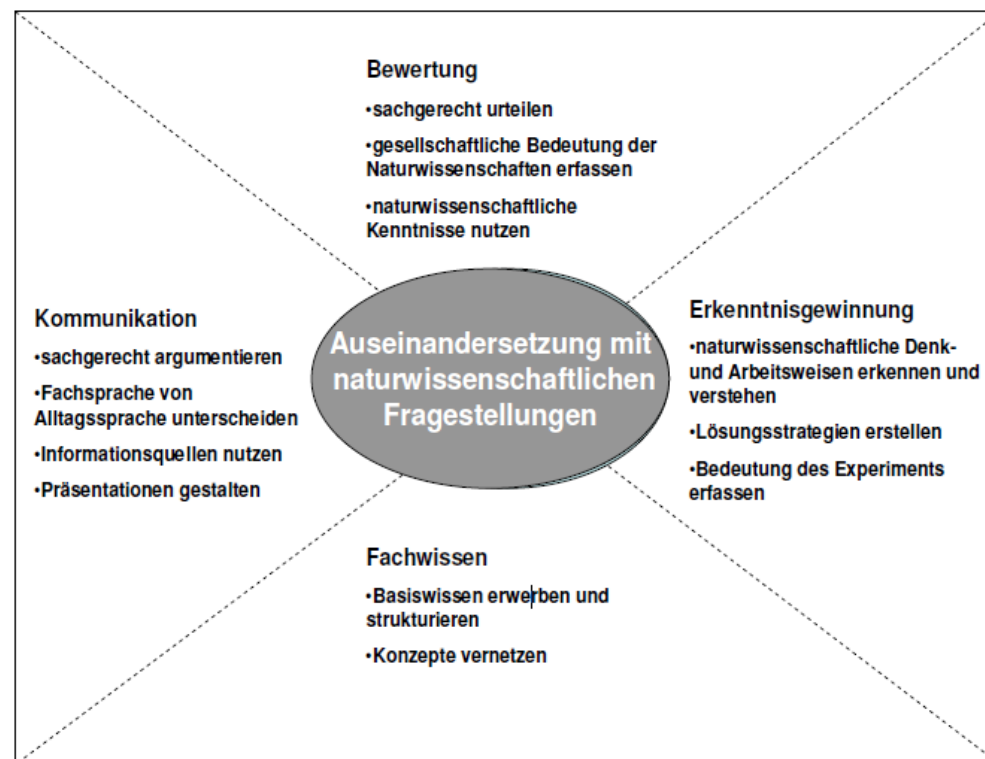 Bewertung
•sachgerecht urteilen
•gesellschaftliche Bedeutung der
Naturwissenschaften erfassen
•naturwissenschaftliche
Kenntnisse nutzen
Kommunikation
•sachgerecht argumentieren
•Fachsprache von
Alltagssprache unterscheiden
•Informationsquellen nutzen
•Präsentationen gestalten
Auseinandersetzung mit
naturwissenschaftlichen
Fragestellungen
Erkenntnisgewinnung
•naturwissenschaftliche Denk-
und Arbeitsweisen erkennen und
verstehen
•Lösungsstrategien erstellen
•Bedeutung des Experiments
erfassen
Fachwissen
•Basiswissen erwerben und
strukturieren
•Konzepte vernetzen